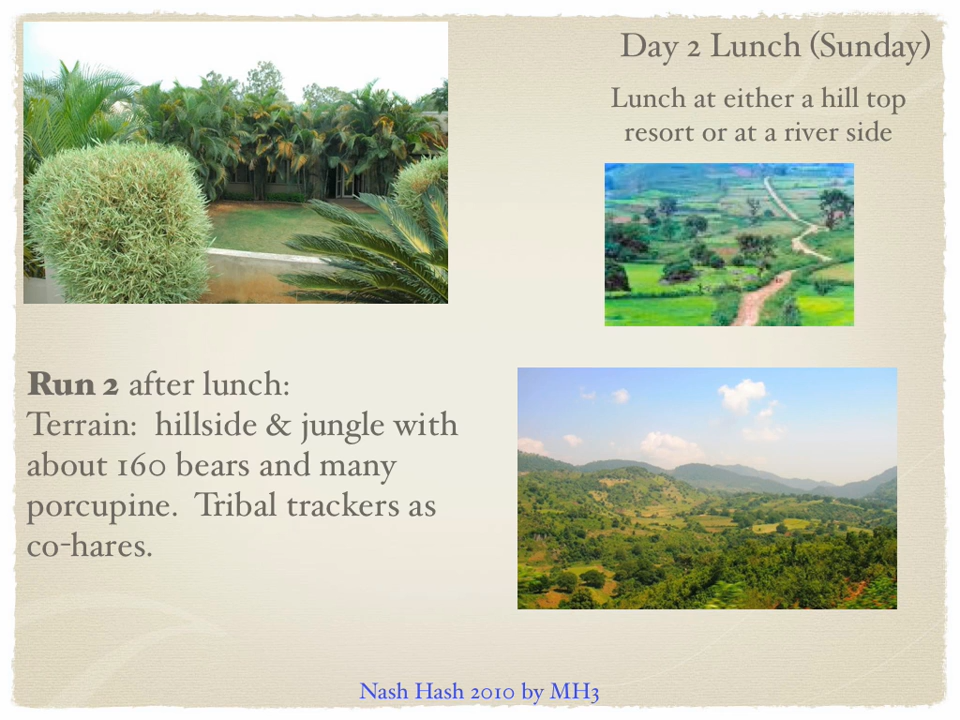 Day 2 Lunch (Sunday)
Lunch at either a hill top
resort or at a river side
Run 2 after lunch:
Terrain:  hillside & jungle with
about 160 bears and many
porcupine.  Tribal trackers as
co-hares.
Nash Hash 2010 by MH3